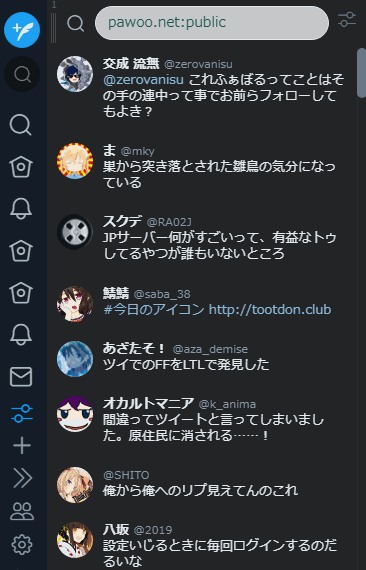 1
pawoo.net:public
交成 流無 @zerovanisu
@zerovanisu これふぁぼるってことはそ
の手の連中って事でお前らフォローして
もよき？
ま @mky
巣から突き落とされた雛鳥の気分になっ
ている
スクデ @RA02J
JPサーバー何がすごいって、有益なトゥ
してるやつが誰もいないところ
鯖鯖 @saba_38
#今日のアイコン http://tootdon.club
あざたそ！ @aza_demise
ツイでのFFをLTLで発見した
オカルトマニア @k_anima
間違ってツイートと言ってしまいまし
た。原住民に消される……！
@SHITO
俺から俺へのリプ見えてんのこれ
八坂 @2019
設定いじるときに毎回ログインするのだ
るいな